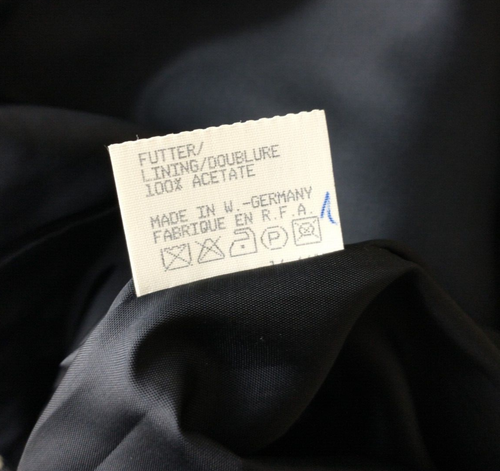 FUTTER/
LINING/DOUBLURE
100% ACETATE
MADE IN W.-GERMANY
FABRIQUE EN R.F.A.
P